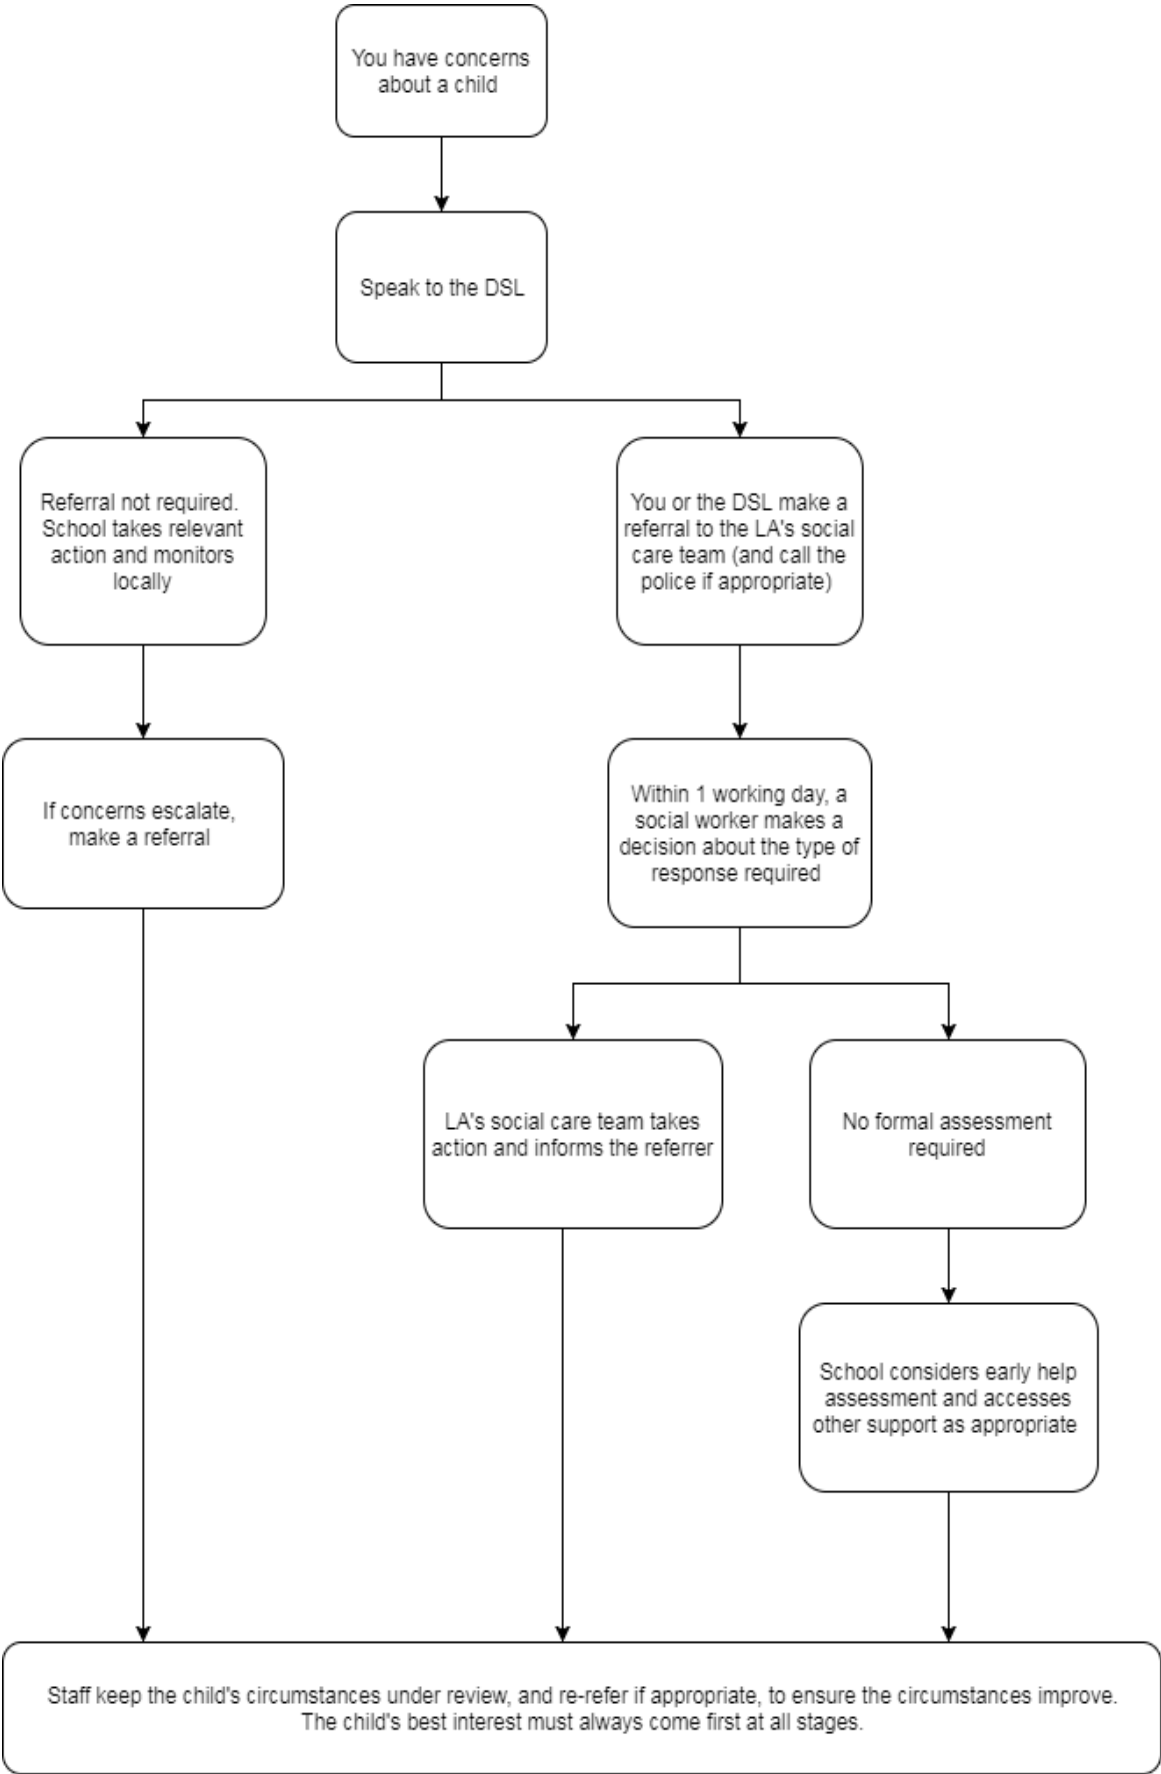 You have concerns
about a child
Speak to the DSL
Referral not required.
School takes relevant
action and monitors
locally
You or the DSL make a
referral to the LA's social
care team (and call the
police if appropriate)
If concerns escalate,
make a referral
Within 1 working day, a
social worker makes a
decision about the type of
response required
LA's social care team takes
action and informs the referrer
No formal assessment
required
School considers early help
assessment and accesses
other support as appropriate
Staff keep the child's circumstances under review, and re-refer if appropriate, to ensure the circumstances improve.
The child's best interest must always come first at all stages.